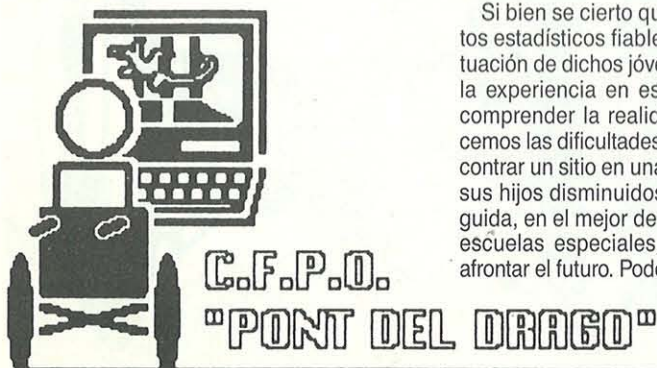 Si bien se cierto qu
tos estadísticos fiable
tuación de dichos jóve
la experiencia en es
comprender la realid
cemos las dificultades
contrar un sitio en una
sus hijos disminuidos
guida, en el mejor de
escuelas especiales,
afrontar el futuro. Pode
C.F.P.O.
"PONT DEL DRAGO"